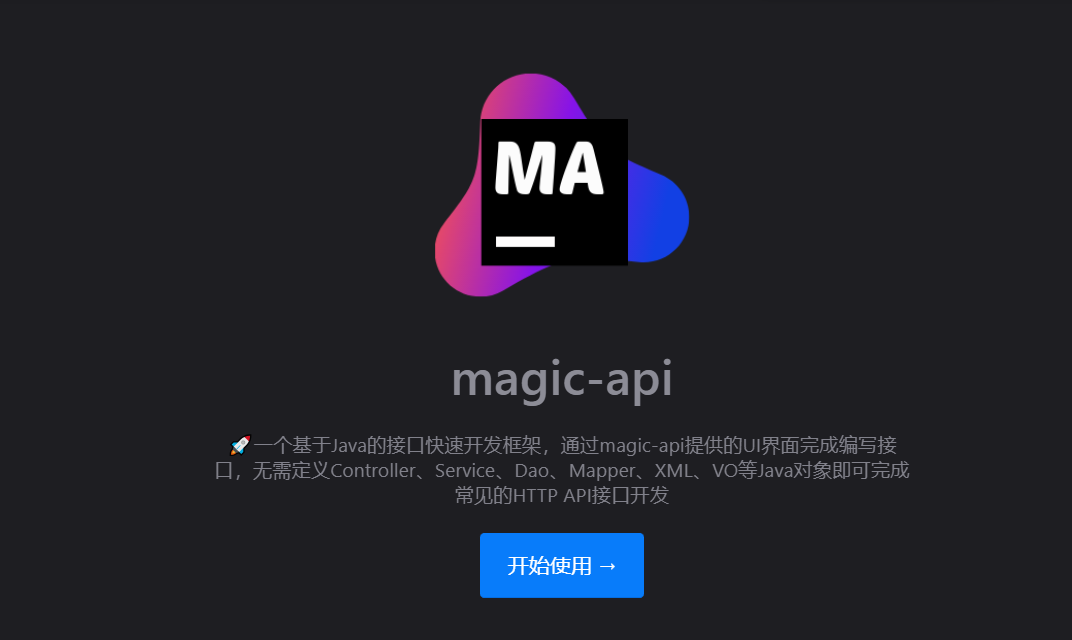 MA
magic-api
🚀一个基于Java的接口快速开发框架，通过magic-api提供的UI界面完成编写接
口，无需定义Controller、Service、Dao、Mapper、XML、VO等Java对象即可完成
常见的HTTP API接口开发
开始使用 →